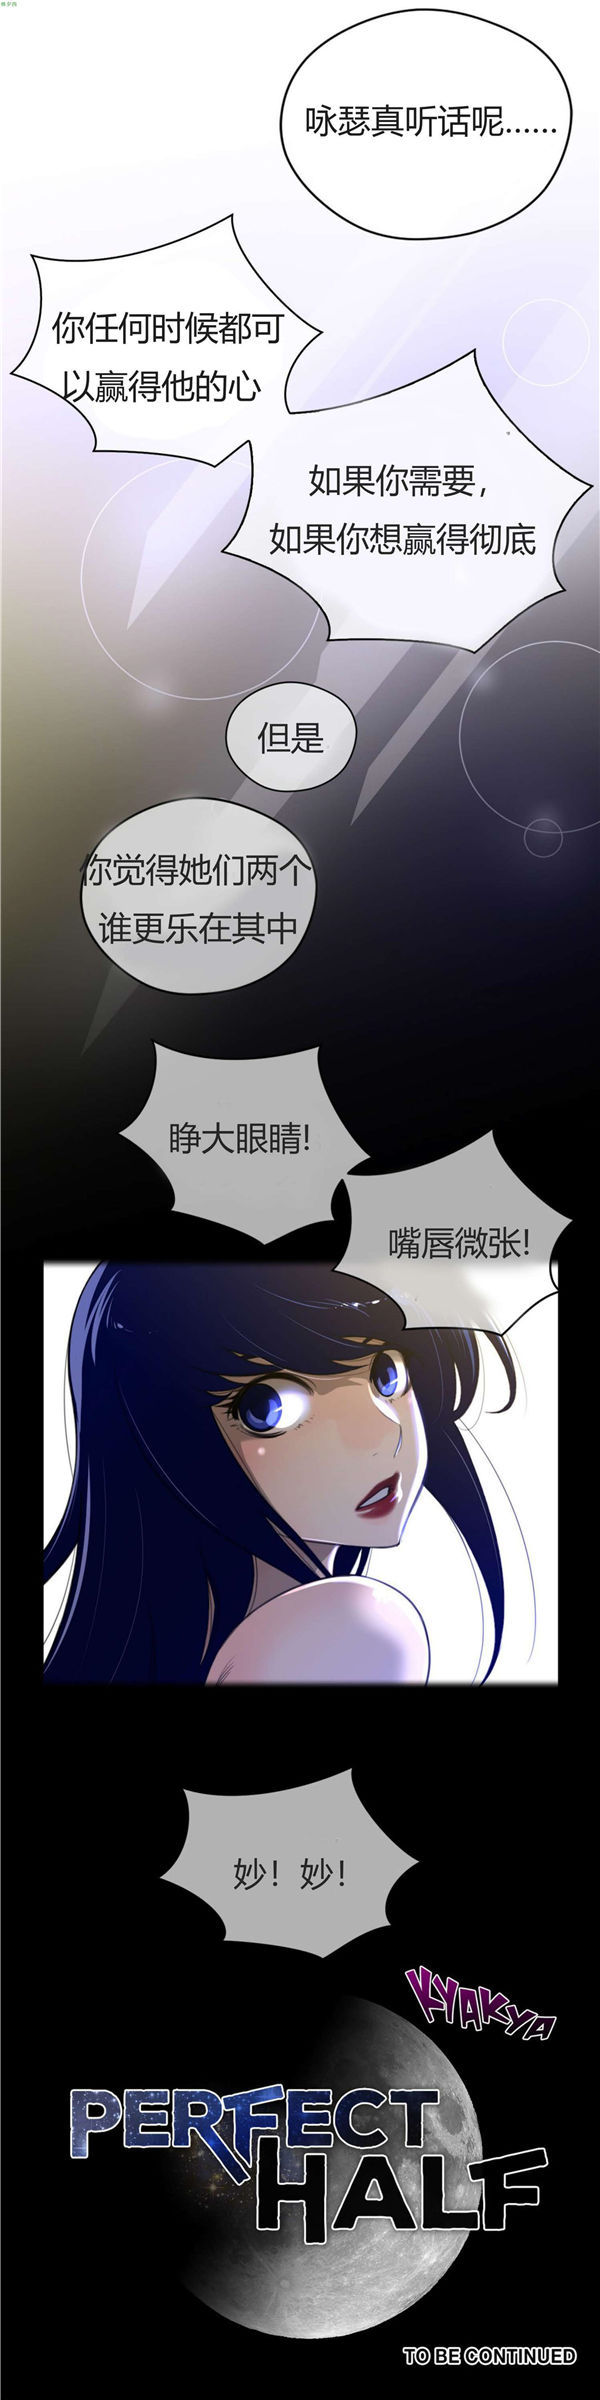 咏瑟真听话呢……
你任何时候都可
以赢得他的心
如果你需要，
如果你想赢得彻底
但是
你觉得她们两个
谁更乐在其中
睁大眼睛！
嘴唇微张！
妙！妙！
KYAKYA
PERFECT
HALF
TO BE CONTINUED